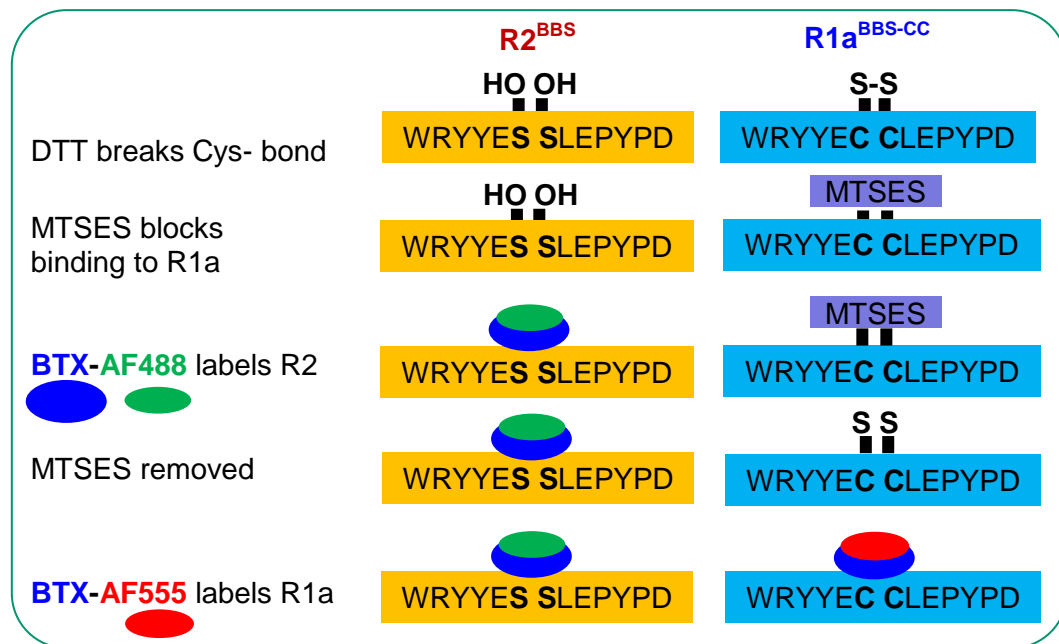 R2BBS R1aBBS-CC
HO OH S-S
WRYYES SLEPYPD WRYYEC CLEPYPD
DTT breaks Cys- bond
HO OH MTSES
MTSES blocks
WRYYES SLEPYPD WRYYEC CLEPYPD
binding to R1a
MTSES
BTX-AF488 labels R2 WRYYES SLEPYPD WRYYEC CLEPYPD
S S
MTSES removed WRYYES SLEPYPD WRYYEC CLEPYPD
BTX-AF555 labels R1a WRYYES SLEPYPD WRYYEC CLEPYPD